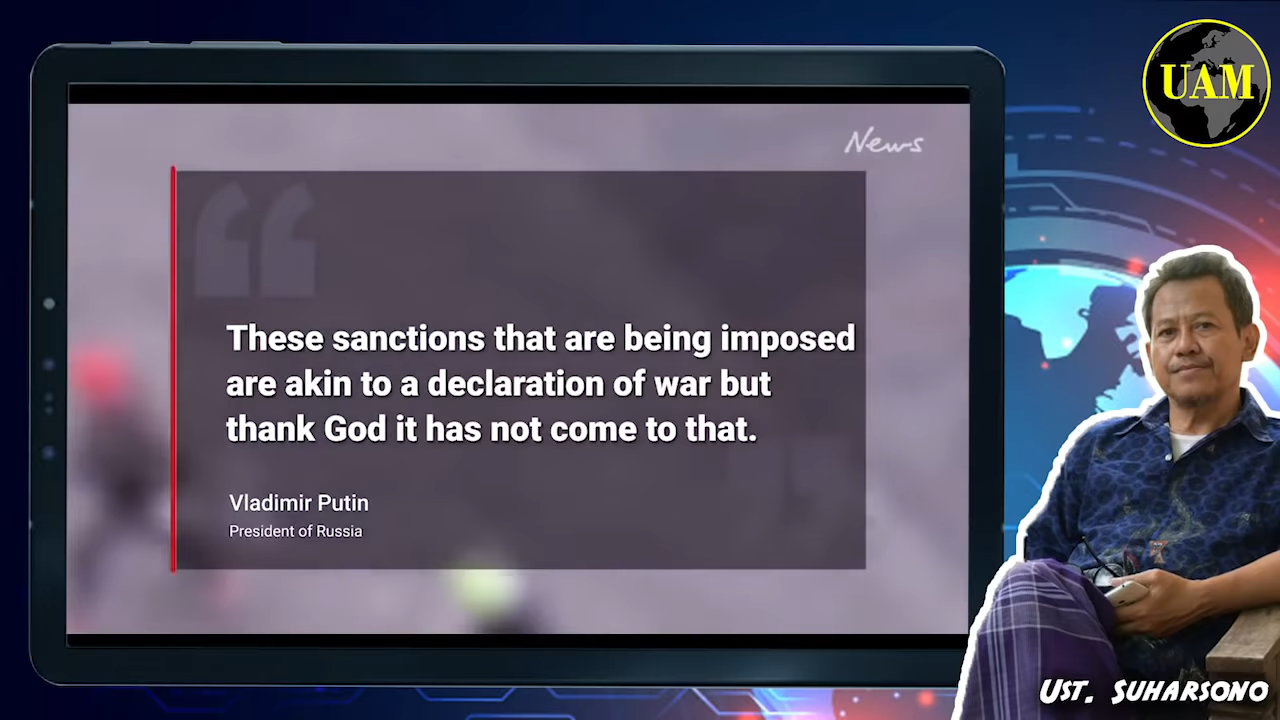 UAM
News
These sanctions that are being imposed
are akin to a declaration of war but
thank God it has not come to that.
Vladimir Putin
President of Russia
UST. SUHARSONO